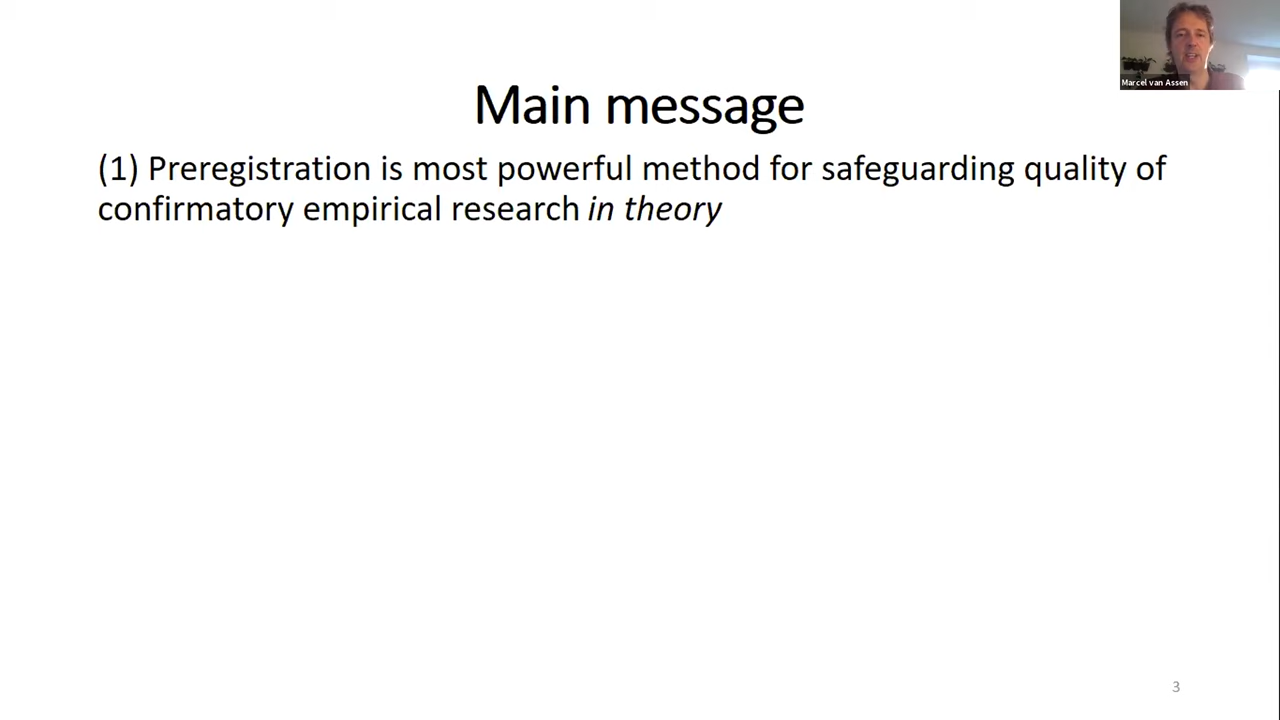 Marcel van Assen
Main message
(1) Preregistration is most powerful method for safeguarding quality of
confirmatory empirical research in theory
3